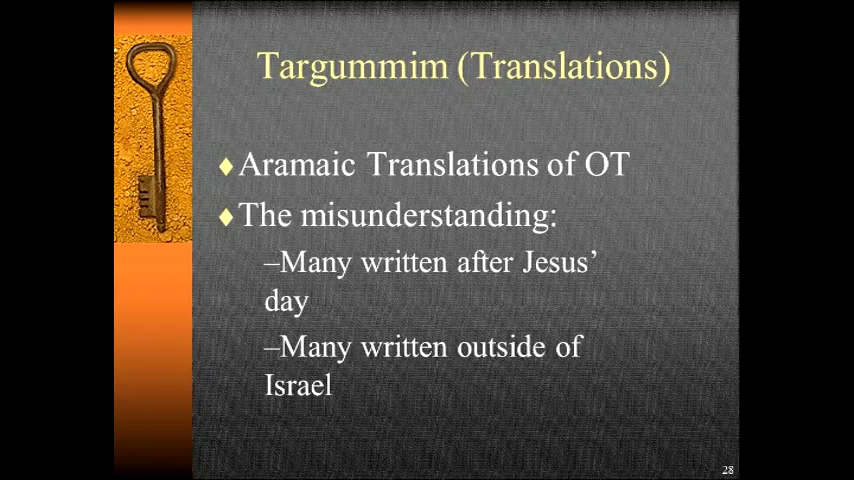 Targummim (Translations)
♦Aramaic Translations of OT
♦The misunderstanding:
–Many written after Jesus’
day
–Many written outside of
Israel
28